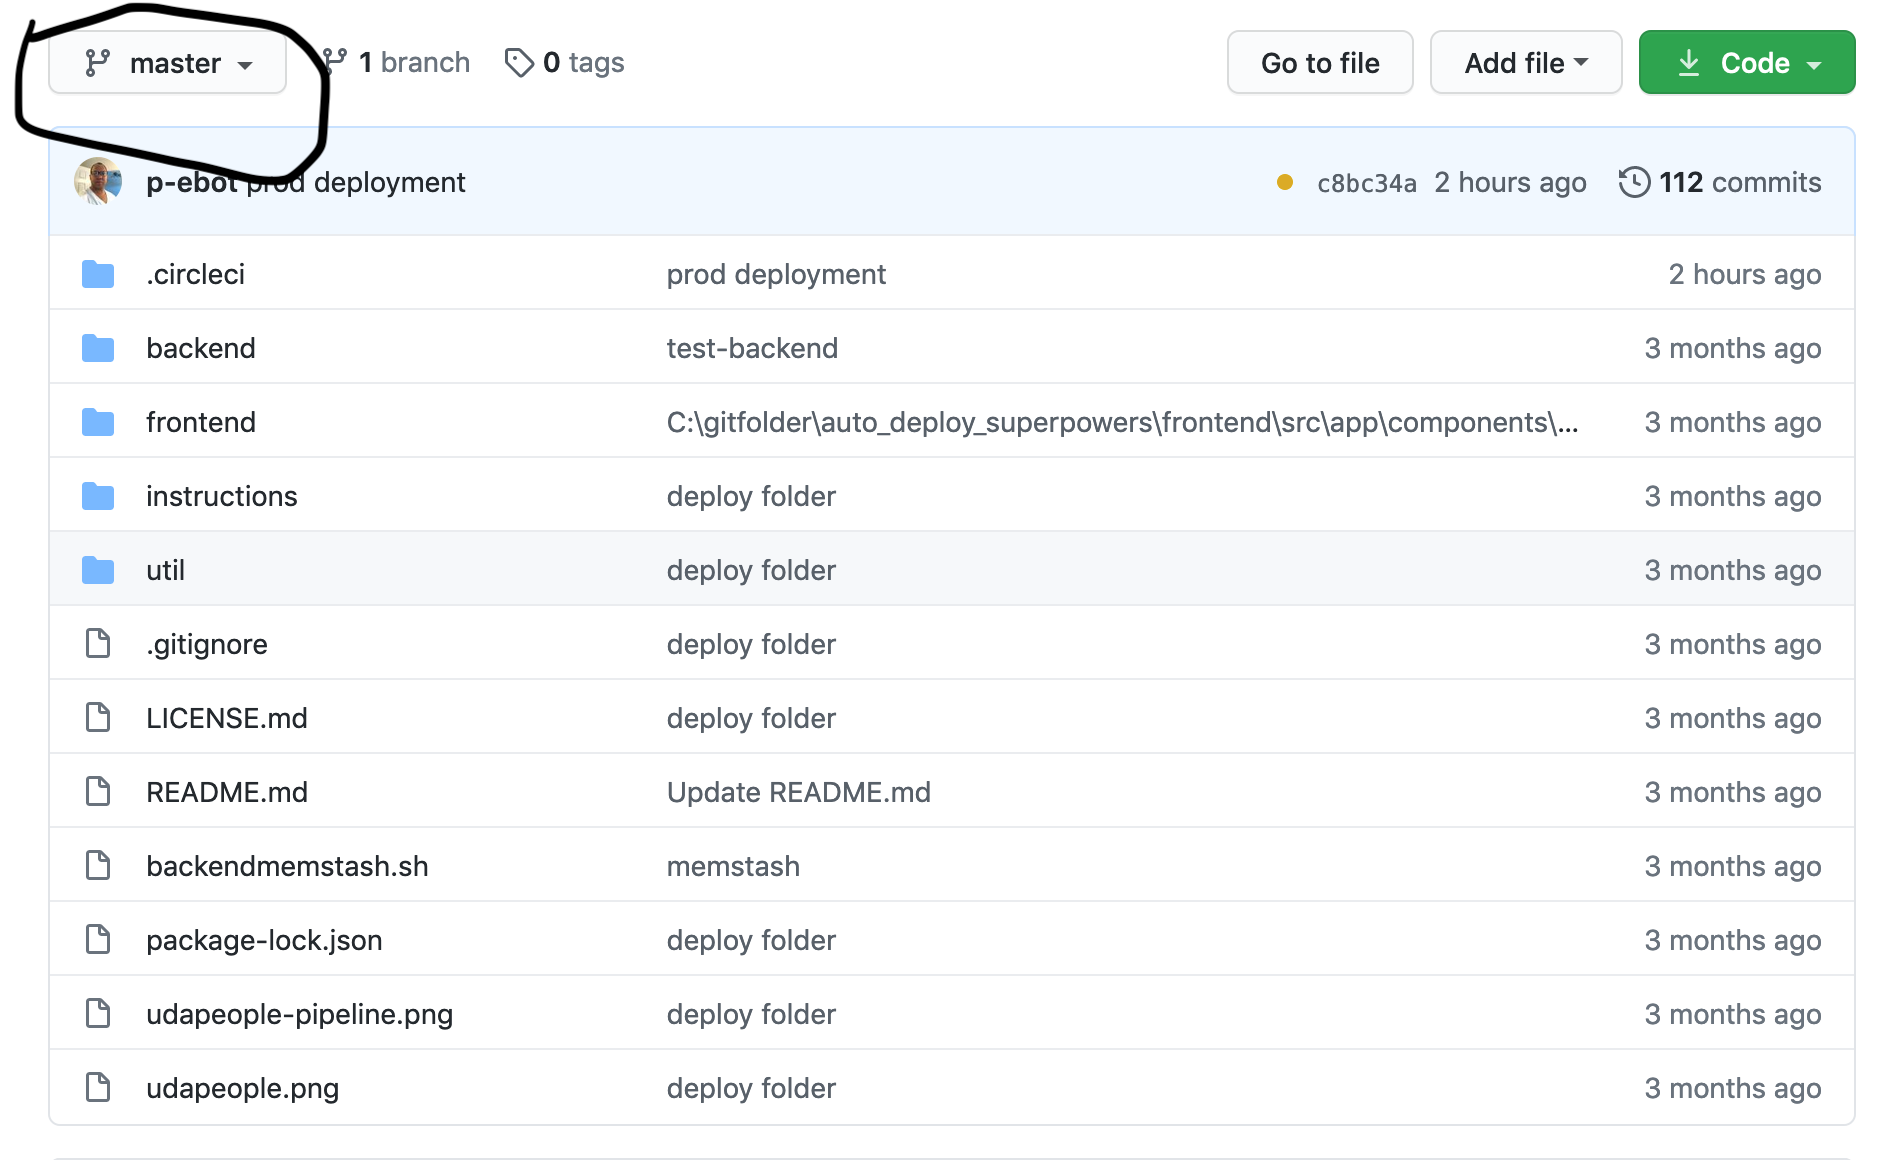 master 1 branch 0 tags Go to file Add file Code
p-ebot prod deployment c8bc34a 2 hours ago 112 commits
.circleci prod deployment 2 hours ago
backend test-backend 3 months ago
frontend C:\gitfolder\auto_deploy_superpowers\frontend\src\app\components\... 3 months ago
instructions deploy folder 3 months ago
util deploy folder 3 months ago
.gitignore deploy folder 3 months ago
LICENSE.md deploy folder 3 months ago
README.md Update README.md 3 months ago
backendmemstash.sh memstash 3 months ago
package-lock.json deploy folder 3 months ago
udapeople-pipeline.png deploy folder 3 months ago
udapeople.png deploy folder 3 months ago